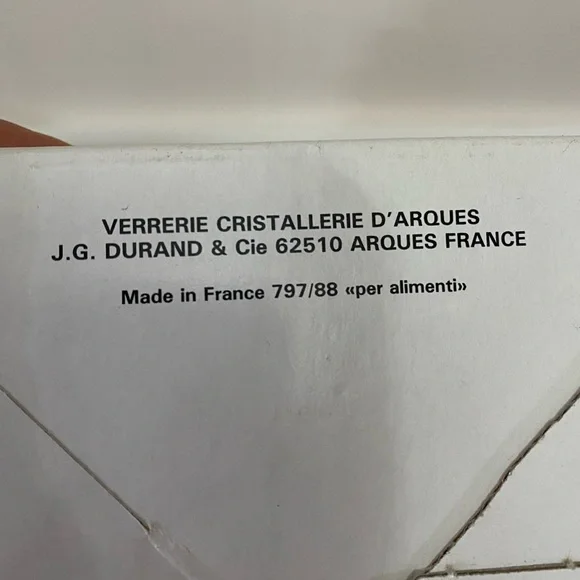 VERRERIE CRISTALLERIE D'ARQUES
J.G. DURAND & Cie 62510 ARQUES FRANCE
Made in France 797/88 «per alimenti»